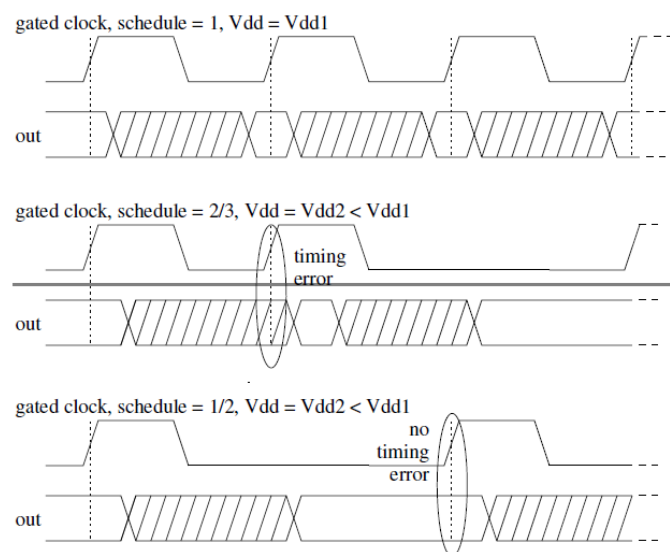 gated clock, schedule = 1, Vdd = Vdd1
out
gated clock, schedule = 2/3, Vdd = Vdd2 < Vdd1
timing
error
out
gated clock, schedule = 1/2, Vdd = Vdd2 < Vdd1
no
timing
error
out